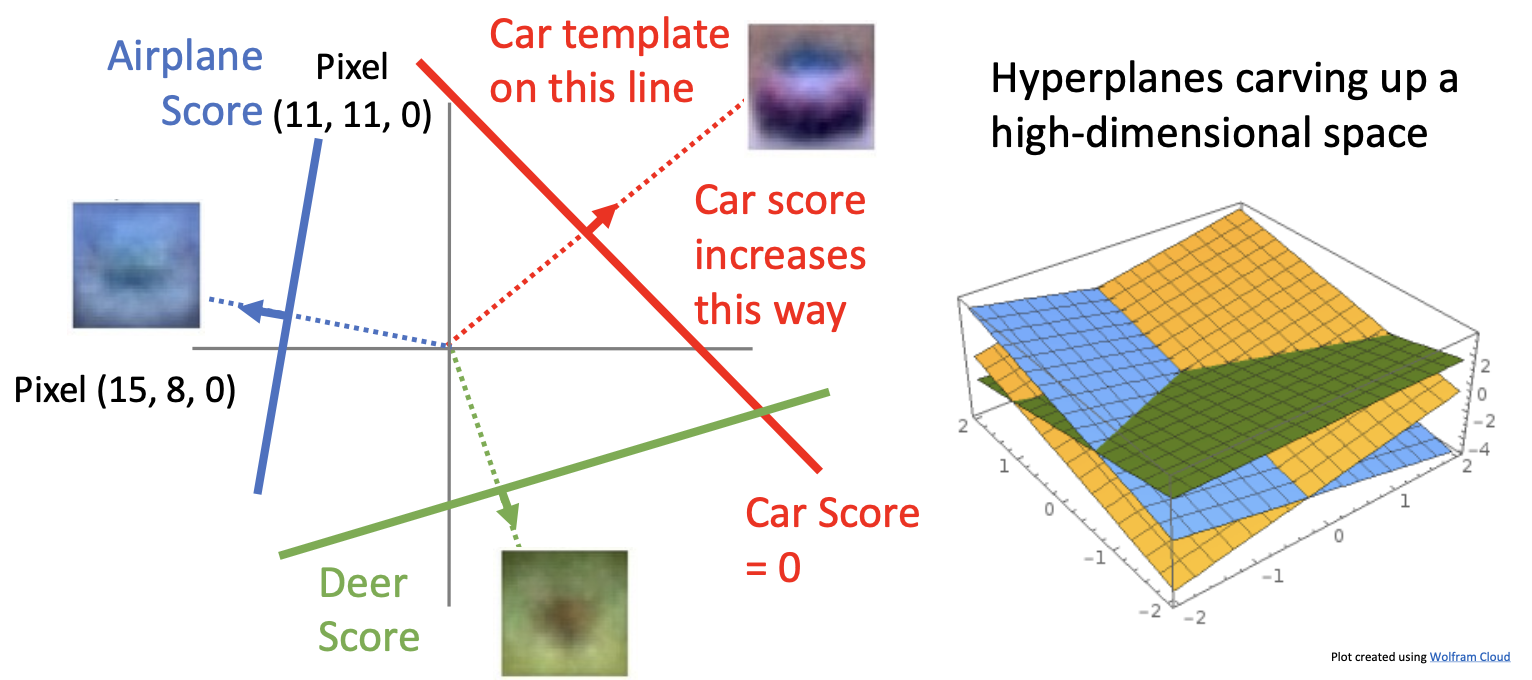 Airplane
Score
Pixel
(11, 11, 0)
Car template
on this line
Car score
increases
this way
Pixel (15, 8, 0)
Deer
Score
Car Score
= 0
Hyperplanes carving up a
high-dimensional space
2
1
0
−1
−2
−2
−1
0
1
2
2
0
−2
−4
Plot created using Wolfram Cloud